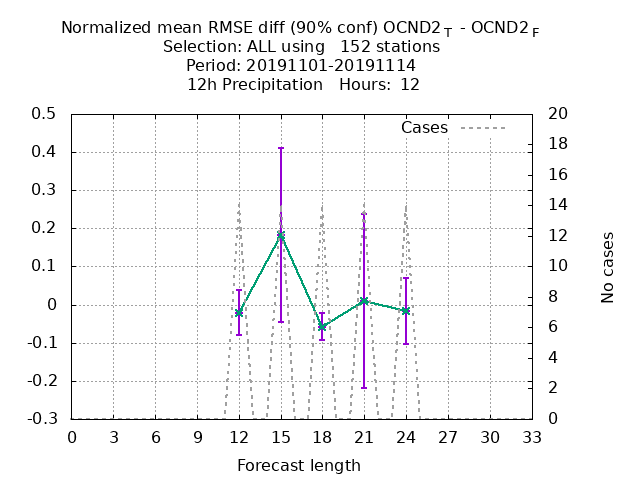 Normalized mean RMSE diff (90% conf) OCND2 T - OCND2 F
Selection: ALL using 152 stations
Period: 20191101-20191114
12h Precipitation Hours: 12
0.5
0.4
0.3
0.2
0.1
0
-0.1
-0.2
-0.3
Cases
20
18
16
14
12
10
8
6
4
2
0
No cases
0 3 6 9 12 15 18 21 24 27 30 33
Forecast length